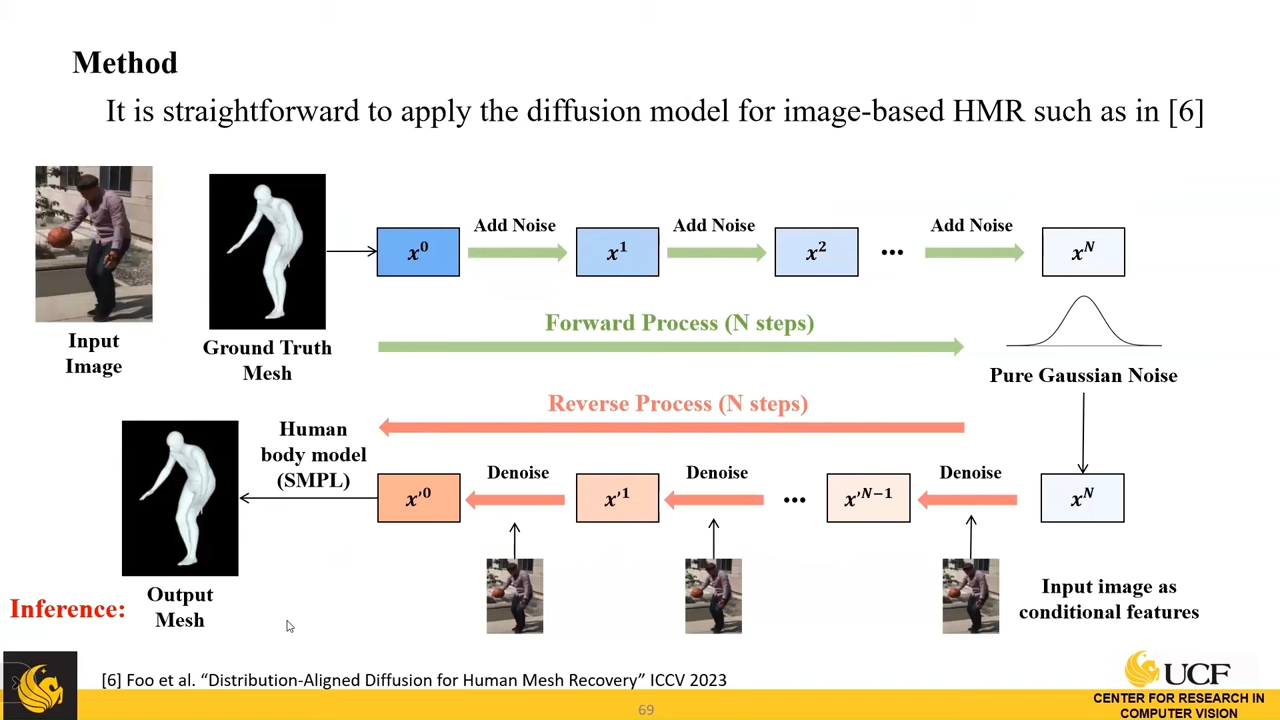 Method
It is straightforward to apply the diffusion model for image-based HMR such as in [6]
Input
Image
Ground Truth
Mesh
x⁰
Add Noise
x¹
Add Noise
x²
...
Add Noise
xᴺ
Forward Process (N steps)
Pure Gaussian Noise
Reverse Process (N steps)
Human
body model
(SMPL)
x′⁰
Denoise
x′¹
Denoise
...
x′ᴺ⁻¹
Denoise
xᴺ
Inference:
Output
Mesh
Input image as
conditional features
[6] Foo et al. “Distribution-Aligned Diffusion for Human Mesh Recovery” ICCV 2023
69
UCF
CENTER FOR RESEARCH IN
COMPUTER VISION